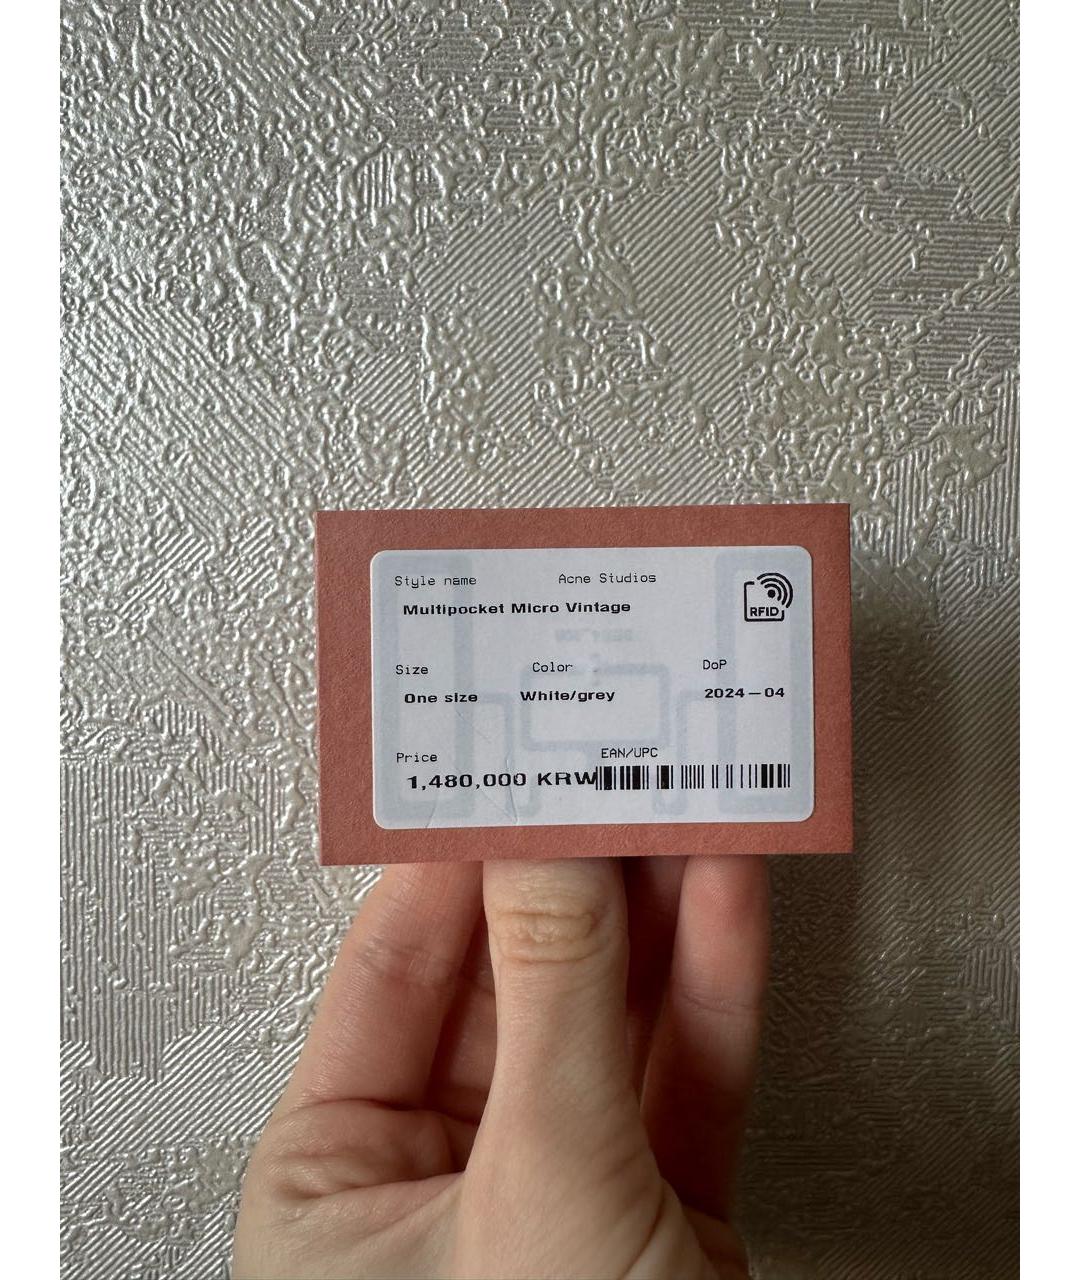 Style name Acne Studios
Multipocket Micro Vintage
RFID
Size Color DoP
One size White/grey 2024-04
Price EAN/UPC
1,480,000 KRW